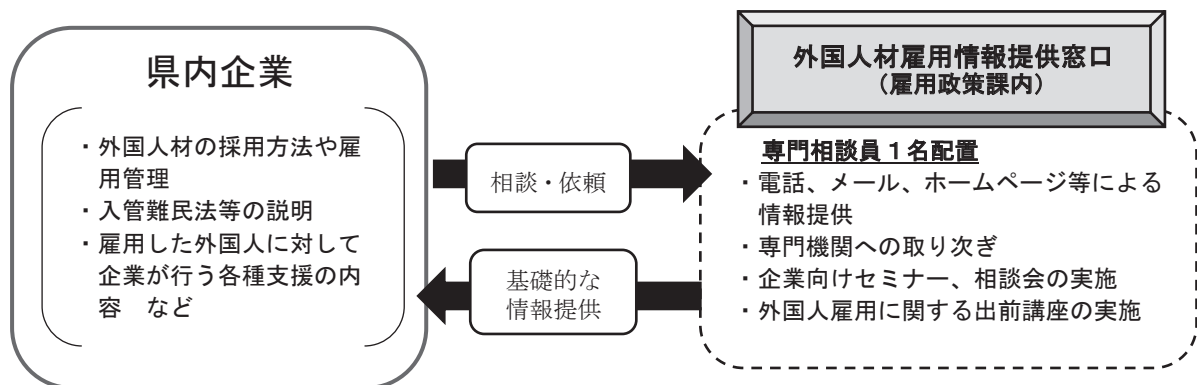 県内企業
・外国人材の採用方法や雇
用管理
・入管難民法等の説明
・雇用した外国人に対して
企業が行う各種支援の内
容　など
相談・依頼
基礎的な
情報提供
外国人材雇用情報提供窓口
（雇用政策課内）
専門相談員１名配置
・電話、メール、ホームページ等による
情報提供
・専門機関への取り次ぎ
・企業向けセミナー、相談会の実施
・外国人雇用に関する出前講座の実施